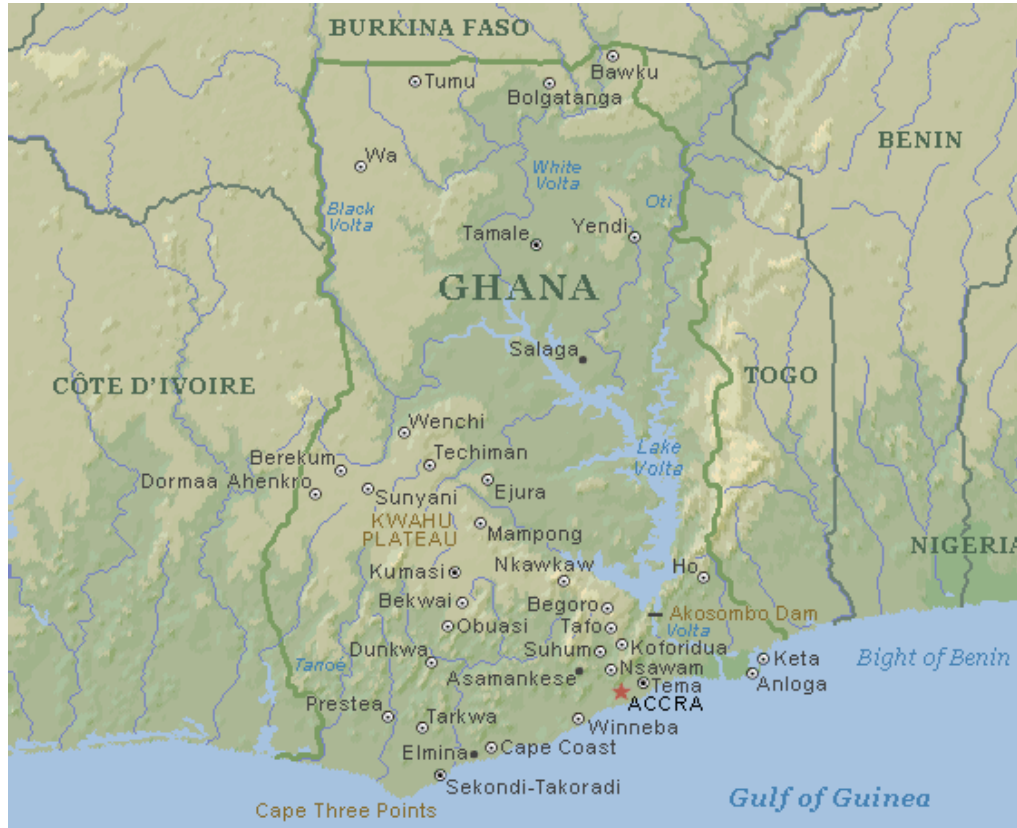 BURKINA FASO
Bawku
Tumu
Bolgatanga
BENIN
Wa
White
Volta
Black
Volta
Oti
Tamale
Yendi
GHANA
Salaga
CÔTE D'IVOIRE
TOGO
Wenchi
Lake
Volta
Berekum
Techiman
Dormaa Ahenkro
Sunyani
Ejura
KWAHU
PLATEAU
Mampong
NIGERIA
Kumasi
Nkawkaw
Ho
Bekwai
Begoro
Akosombo Dam
Obuasi
Tafo
Volta
Dunkwa
Suhum
Koforidua
Keta
Bight of Benin
Tanoé
Asamankese
Nsawam
Tema
Anloga
Prestea
ACCRA
Tarkwa
Winneba
Elmina
Cape Coast
Sekondi-Takoradi
Cape Three Points
Gulf of Guinea